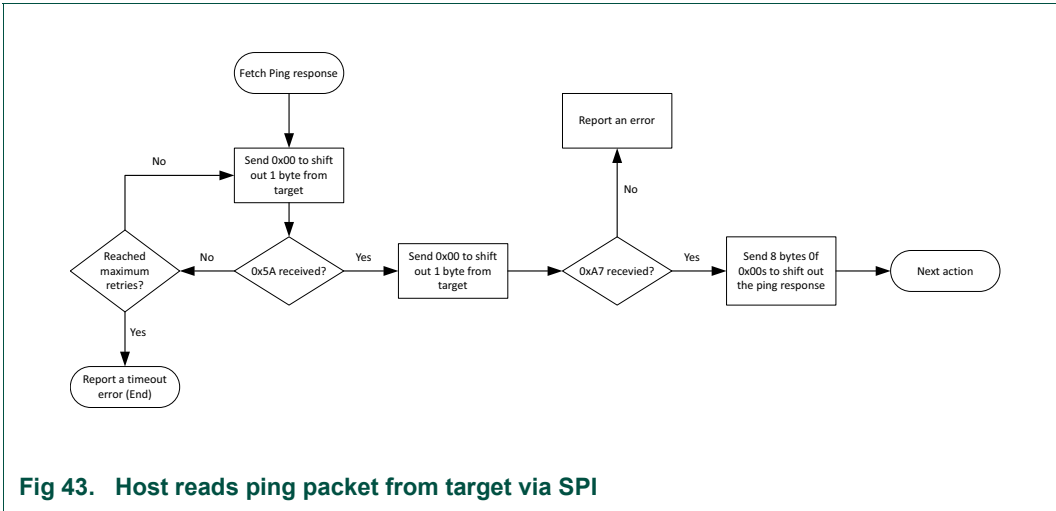 Fetch Ping response
Send 0x00 to shift
out 1 byte from
target
No
Reached
maximum
retries?
No
0x5A received?
Yes
Send 0x00 to shift
out 1 byte from
target
0xA7 recevied?
No
Report an error
Yes
Send 8 bytes 0f
0x00s to shift out
the ping response
Next action
Yes
Report a timeout
error (End)
Fig 43. Host reads ping packet from target via SPI